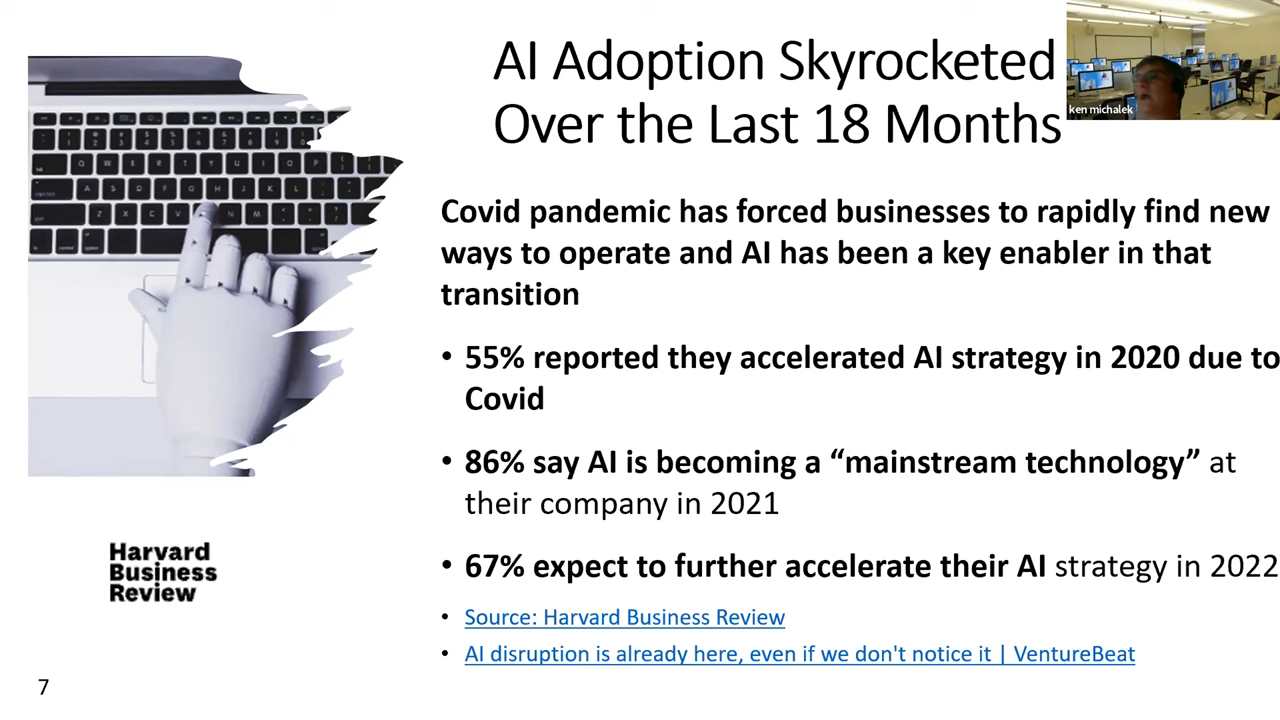 AI Adoption Skyrocketed
Over the Last 18 Months
ken michalek
Covid pandemic has forced businesses to rapidly find new
ways to operate and AI has been a key enabler in that
transition
• 55% reported they accelerated AI strategy in 2020 due to
Covid
• 86% say AI is becoming a “mainstream technology” at
their company in 2021
• 67% expect to further accelerate their AI strategy in 2022
• Source: Harvard Business Review
• AI disruption is already here, even if we don't notice it | VentureBeat
Harvard
Business
Review
7